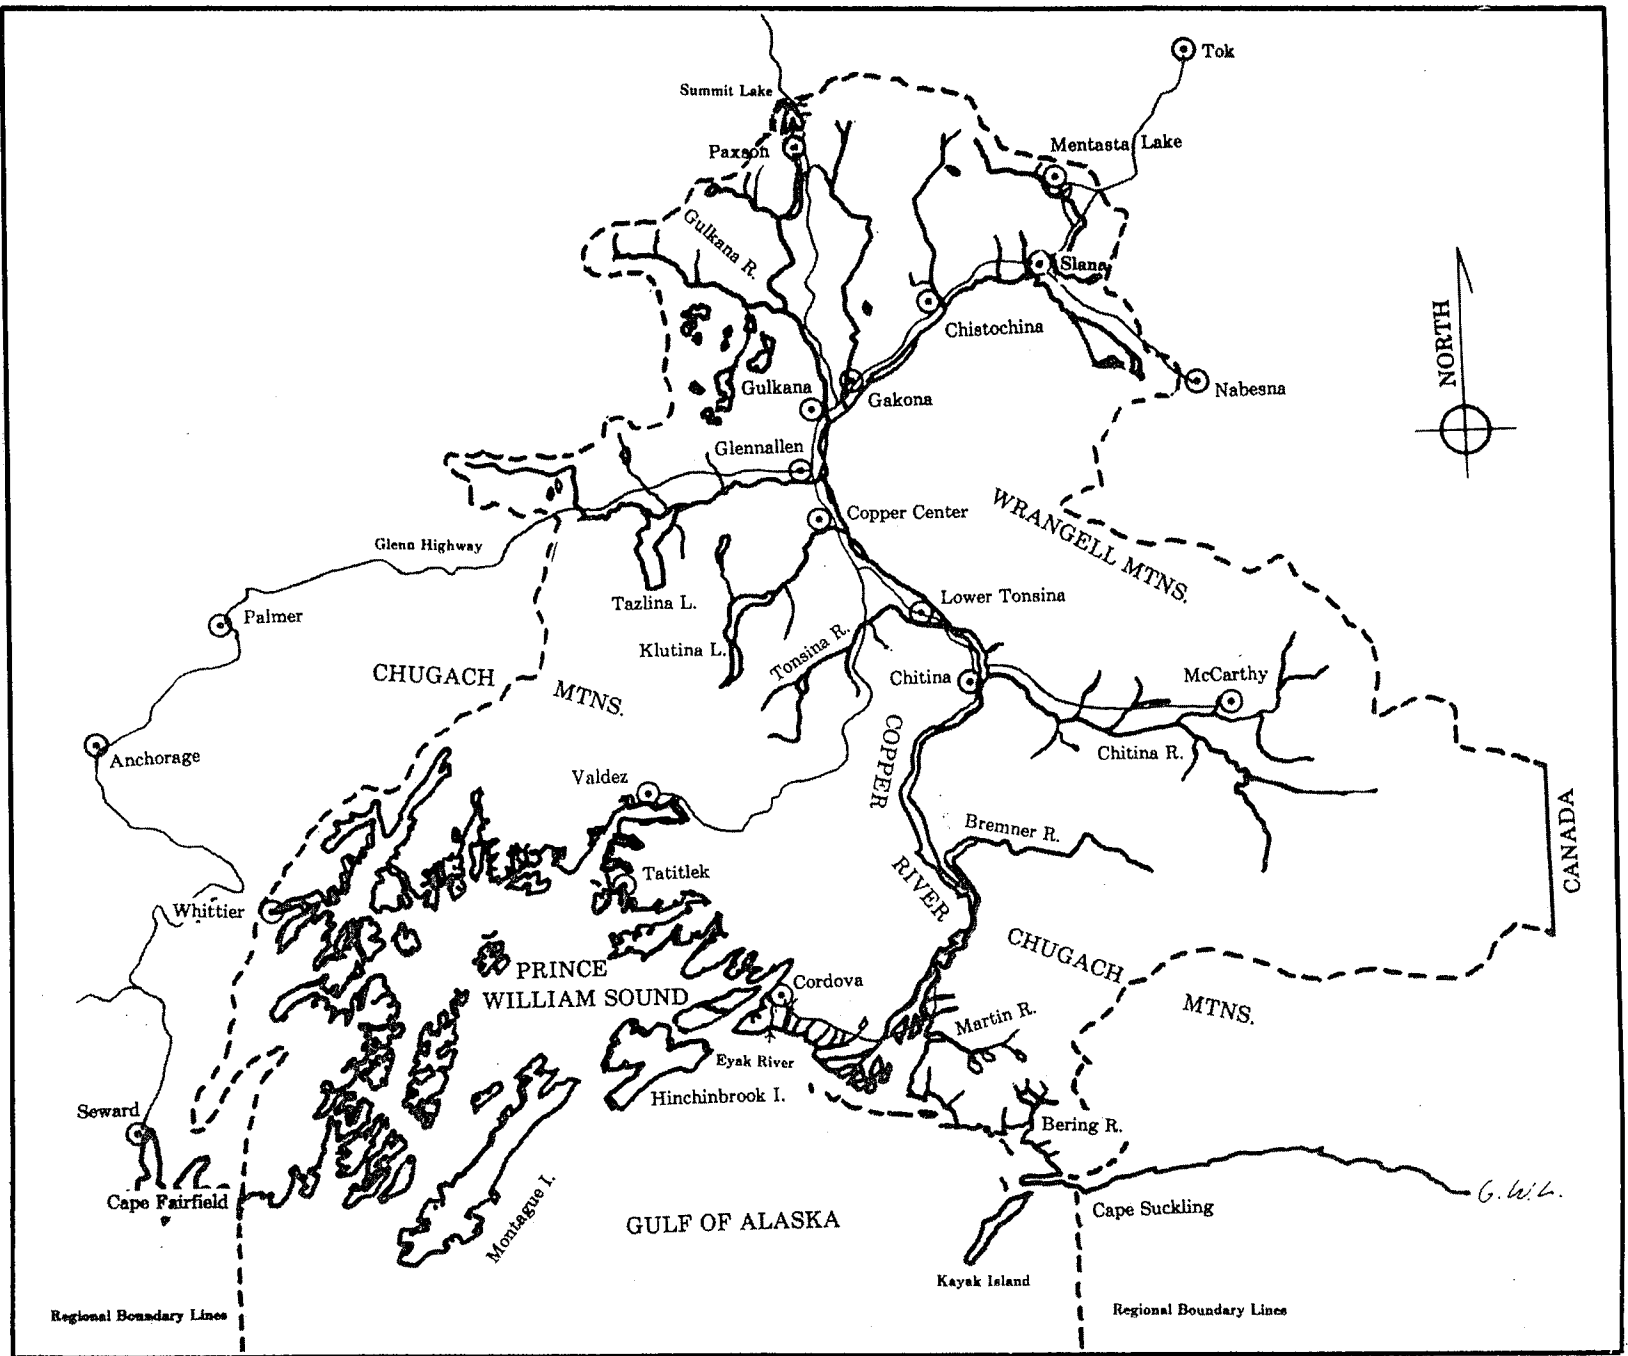 Tok
Summit Lake
Mentasta Lake
Paxson
Gulkana R.
Slana
Chistochina
NORTH
Gulkana
Gakona
Nabesna
Glennallen
Copper Center
WRANGELL MTNS.
Glenn Highway
Tazlina L.
Lower Tonsina
Palmer
Klutina L.
Tonsina R.
CHUGACH
MTNS.
Chitina
McCarthy
COPPER
RIVER
Chitina R.
Anchorage
Valdez
CANADA
Bremner R.
Tatitlek
Whittier
CHUGACH
MTNS.
PRINCE
WILLIAM SOUND
Cordova
Martin R.
Eyak River
Hinchinbrook I.
Seward
Bering R.
Cape Fairfield
Montague I.
GULF OF ALASKA
Cape Suckling
G.W.L.
Kayak Island
Regional Boundary Lines
Regional Boundary Lines